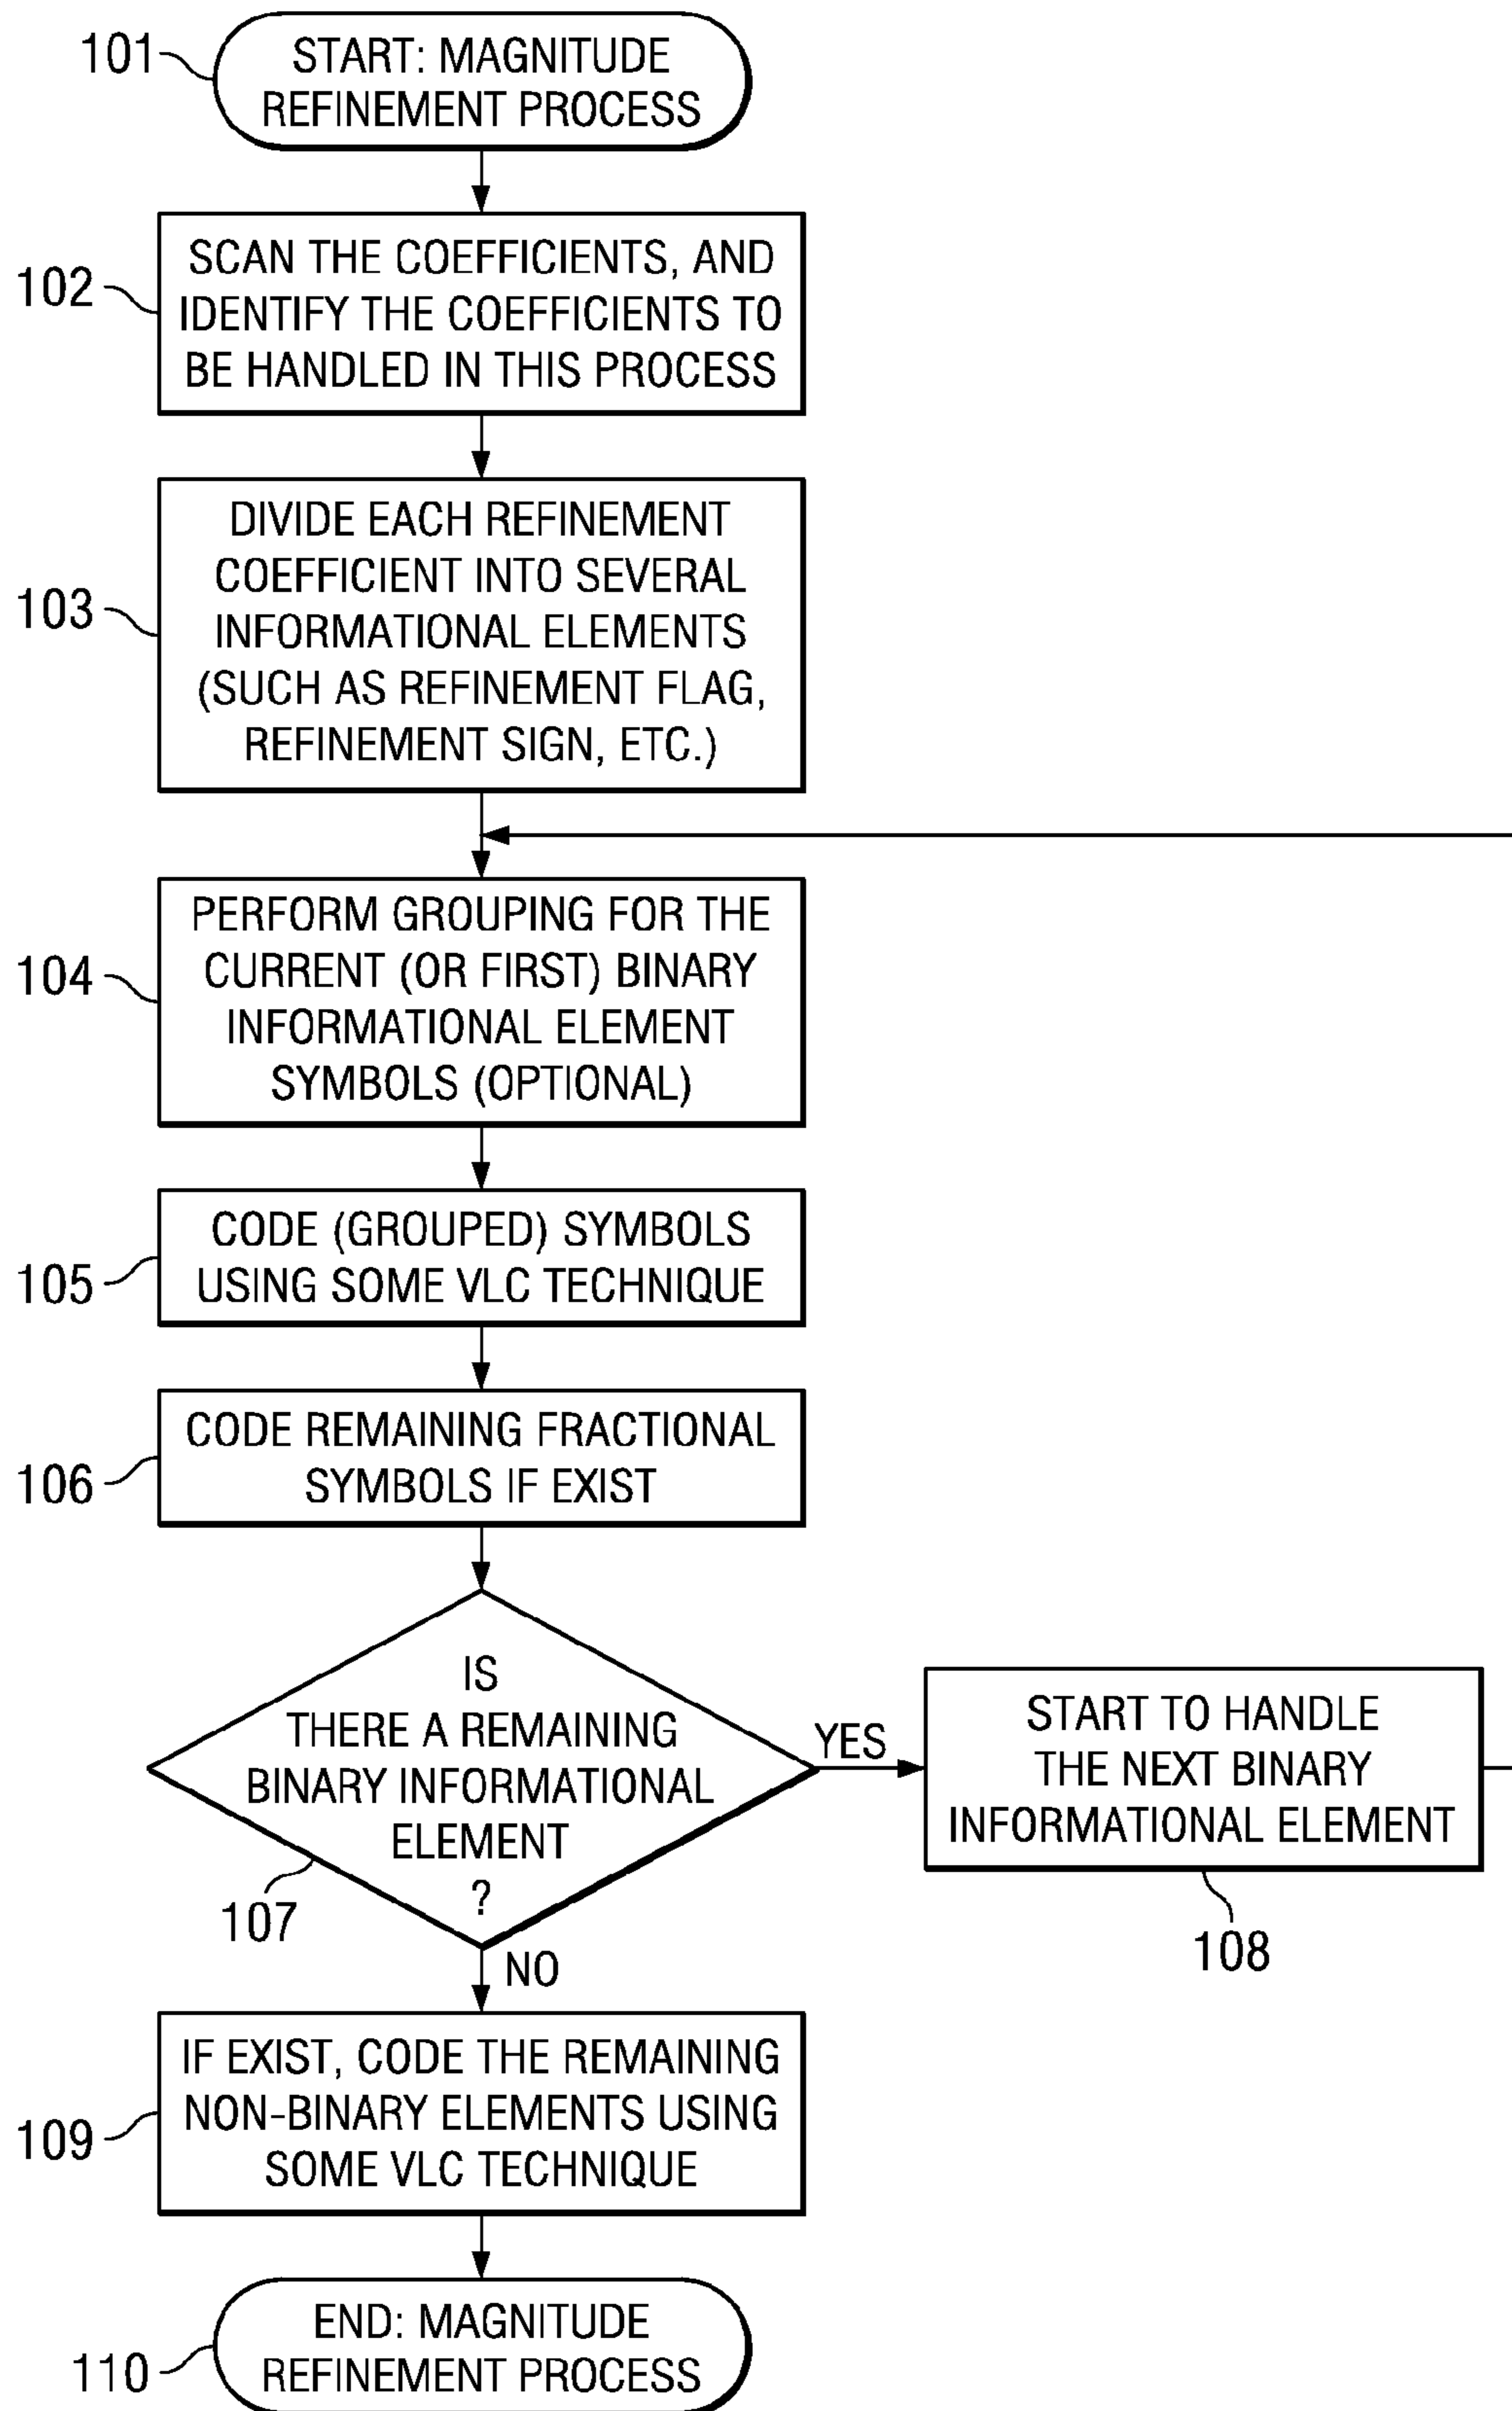 101
START: MAGNITUDE
REFINEMENT PROCESS
102
SCAN THE COEFFICIENTS, AND
IDENTIFY THE COEFFICIENTS TO
BE HANDLED IN THIS PROCESS
103
DIVIDE EACH REFINEMENT
COEFFICIENT INTO SEVERAL
INFORMATIONAL ELEMENTS
(SUCH AS REFINEMENT FLAG,
REFINEMENT SIGN, ETC.)
104
PERFORM GROUPING FOR THE
CURRENT (OR FIRST) BINARY
INFORMATIONAL ELEMENT
SYMBOLS (OPTIONAL)
105
CODE (GROUPED) SYMBOLS
USING SOME VLC TECHNIQUE
106
CODE REMAINING FRACTIONAL
SYMBOLS IF EXIST
IS
THERE A REMAINING
BINARY INFORMATIONAL
ELEMENT
?
107
YES
START TO HANDLE
THE NEXT BINARY
INFORMATIONAL ELEMENT
108
NO
109
IF EXIST, CODE THE REMAINING
NON-BINARY ELEMENTS USING
SOME VLC TECHNIQUE
110
END: MAGNITUDE
REFINEMENT PROCESS